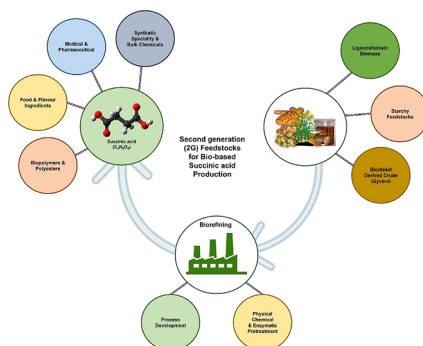 Synthetic
Speciality &
Bulk Chemicals
Medical &
Pharmaceutical
Food & Flavour
Ingredients
Biopolymers &
Polyesters
Succinic acid
(C₄H₆O₄)
Second generation
(2G) Feedstocks
for Bio-based
Succinic acid
Production
Lignocellulosic
Biomass
Starchy
Feedstocks
Biodiesel
Derived Crude
Glycerol
Biorefining
Process
Development
Physical
Chemical
& Enzymatic
Pretreatment